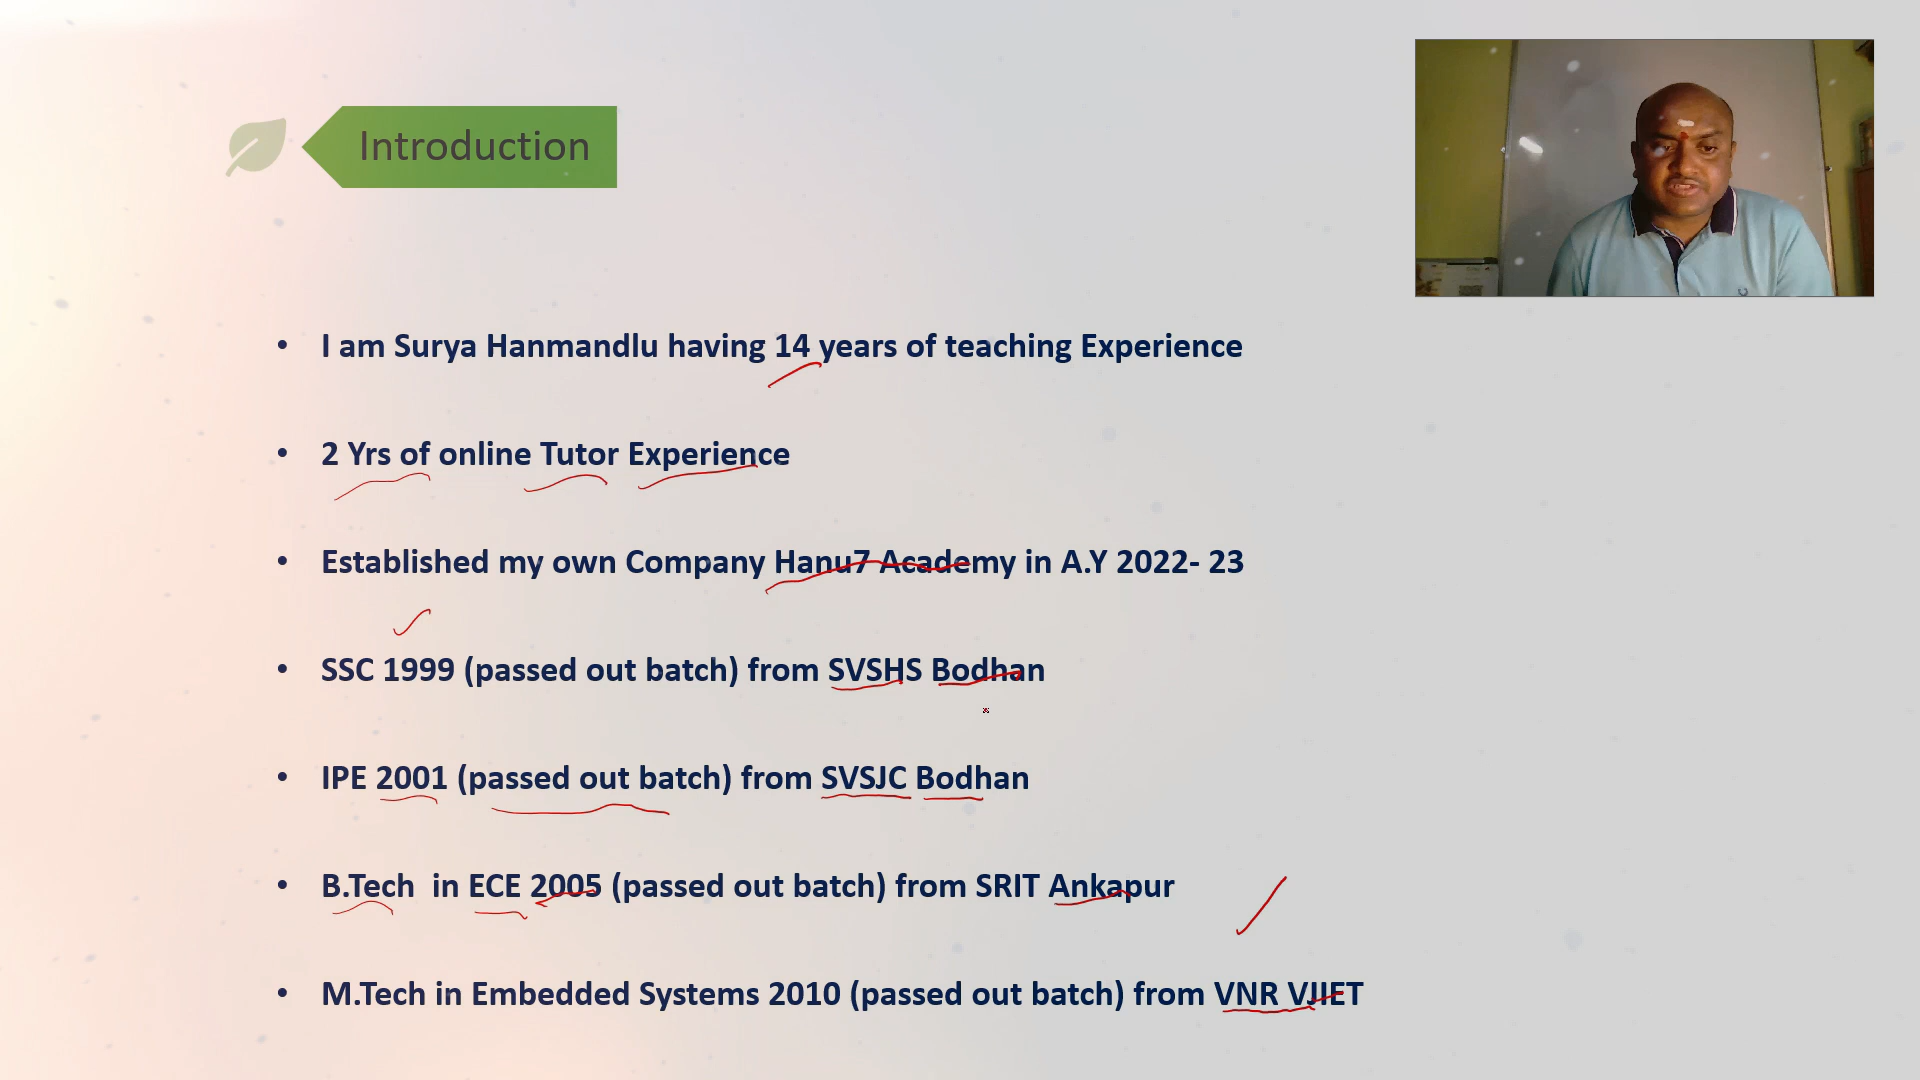 Introduction
• I am Surya Hanmandlu having 14 years of teaching Experience
• 2 Yrs of online Tutor Experience
• Established my own Company Hanu7 Academy in A.Y 2022- 23
• SSC 1999 (passed out batch) from SVSHS Bodhan
• IPE 2001 (passed out batch) from SVSJC Bodhan
• B.Tech  in ECE 2005 (passed out batch) from SRIT Ankapur
• M.Tech in Embedded Systems 2010 (passed out batch) from VNR VJIET